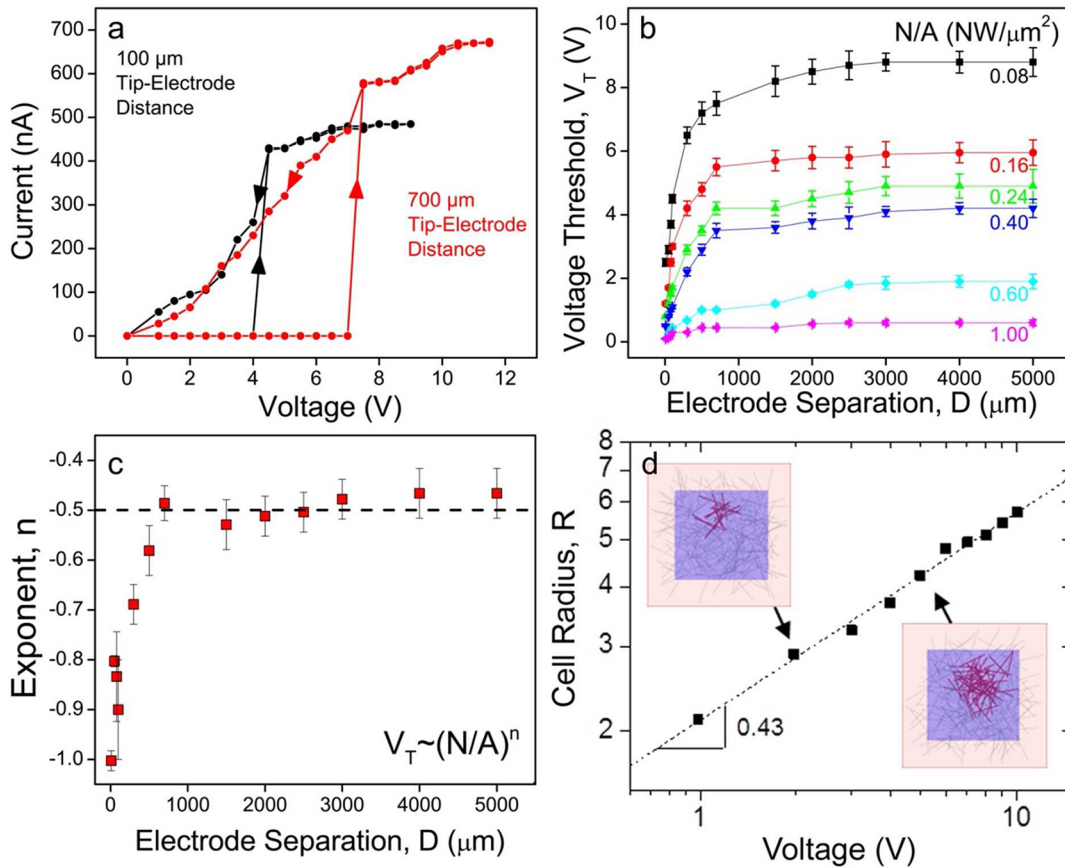 a
700
600
500
400
300
200
100
0
Current (nA)
100 μm
Tip-Electrode
Distance
700 μm
Tip-Electrode
Distance
0 2 4 6 8 10 12
Voltage (V)
b
N/A (NW/μm²)
10
8
6
4
2
0
Voltage Threshold, V_T (V)
0.08
0.16
0.24
0.40
0.60
1.00
0 1000 2000 3000 4000 5000
Electrode Separation, D (μm)
c
-0.4
-0.5
-0.6
-0.7
-0.8
-0.9
-1.0
Exponent, n
V_T~(N/A)ⁿ
0 1000 2000 3000 4000 5000
Electrode Separation, D (μm)
d
8
7
6
5
4
3
2
Cell Radius, R
0.43
1 10
Voltage (V)